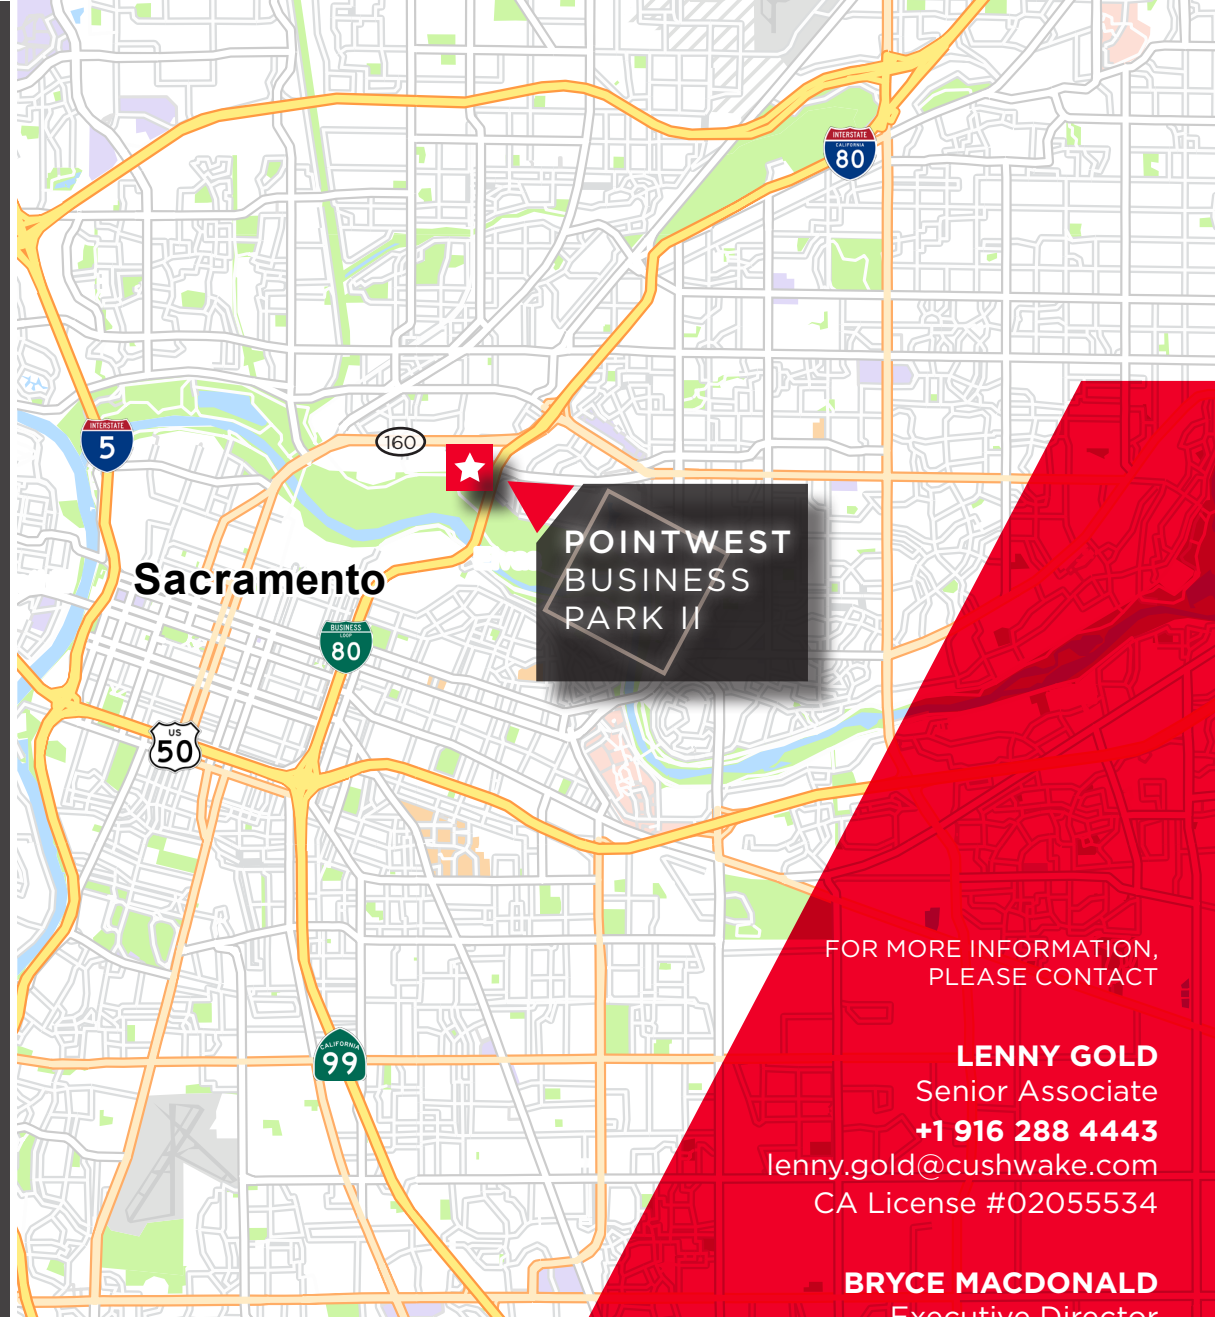 INTERSTATE
CALIFORNIA
80
INTERSTATE
5
160
POINTWEST
BUSINESS
PARK II
Sacramento
BUSINESS
LOOP
80
US
50
FOR MORE INFORMATION,
PLEASE CONTACT
CALIFORNIA
99
LENNY GOLD
Senior Associate
+1 916 288 4443
lenny.gold@cushwake.com
CA License #02055534
BRYCE MACDONALD
Executive Director